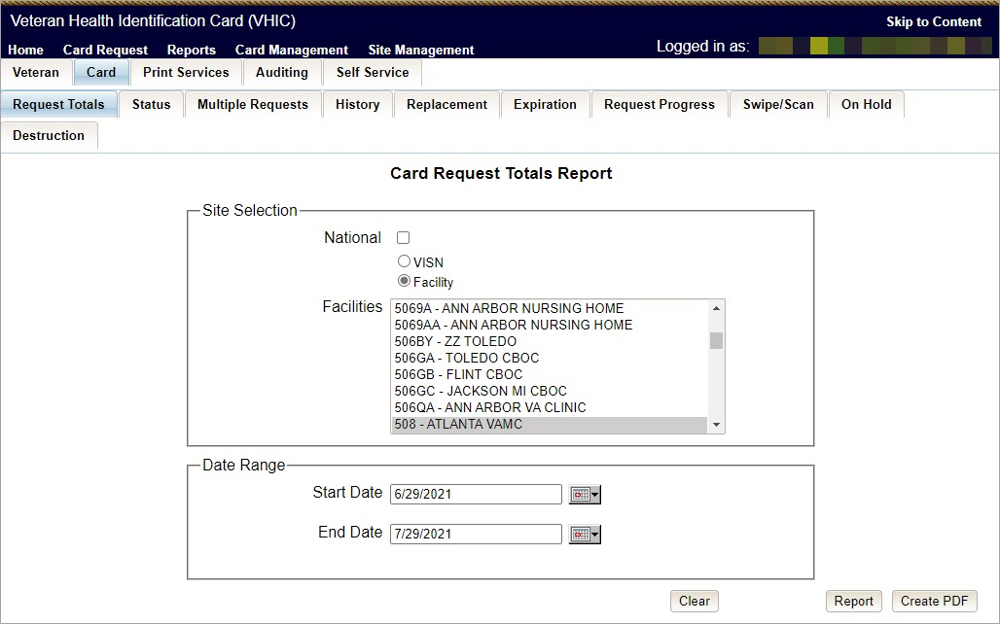 Veteran Health Identification Card (VHIC)
Skip to Content
Home Card Request Reports Card Management Site Management
Logged in as:
Veteran Card Print Services Auditing Self Service
Request Totals Status Multiple Requests History Replacement Expiration Request Progress Swipe/Scan On Hold
Destruction
Card Request Totals Report
Site Selection
National
VISN
Facility
Facilities
5069A - ANN ARBOR NURSING HOME
5069AA - ANN ARBOR NURSING HOME
506BY - ZZ TOLEDO
506GA - TOLEDO CBOC
506GB - FLINT CBOC
506GC - JACKSON MI CBOC
506QA - ANN ARBOR VA CLINIC
508 - ATLANTA VAMC
Date Range
Start Date 6/29/2021
End Date 7/29/2021
Clear Report Create PDF